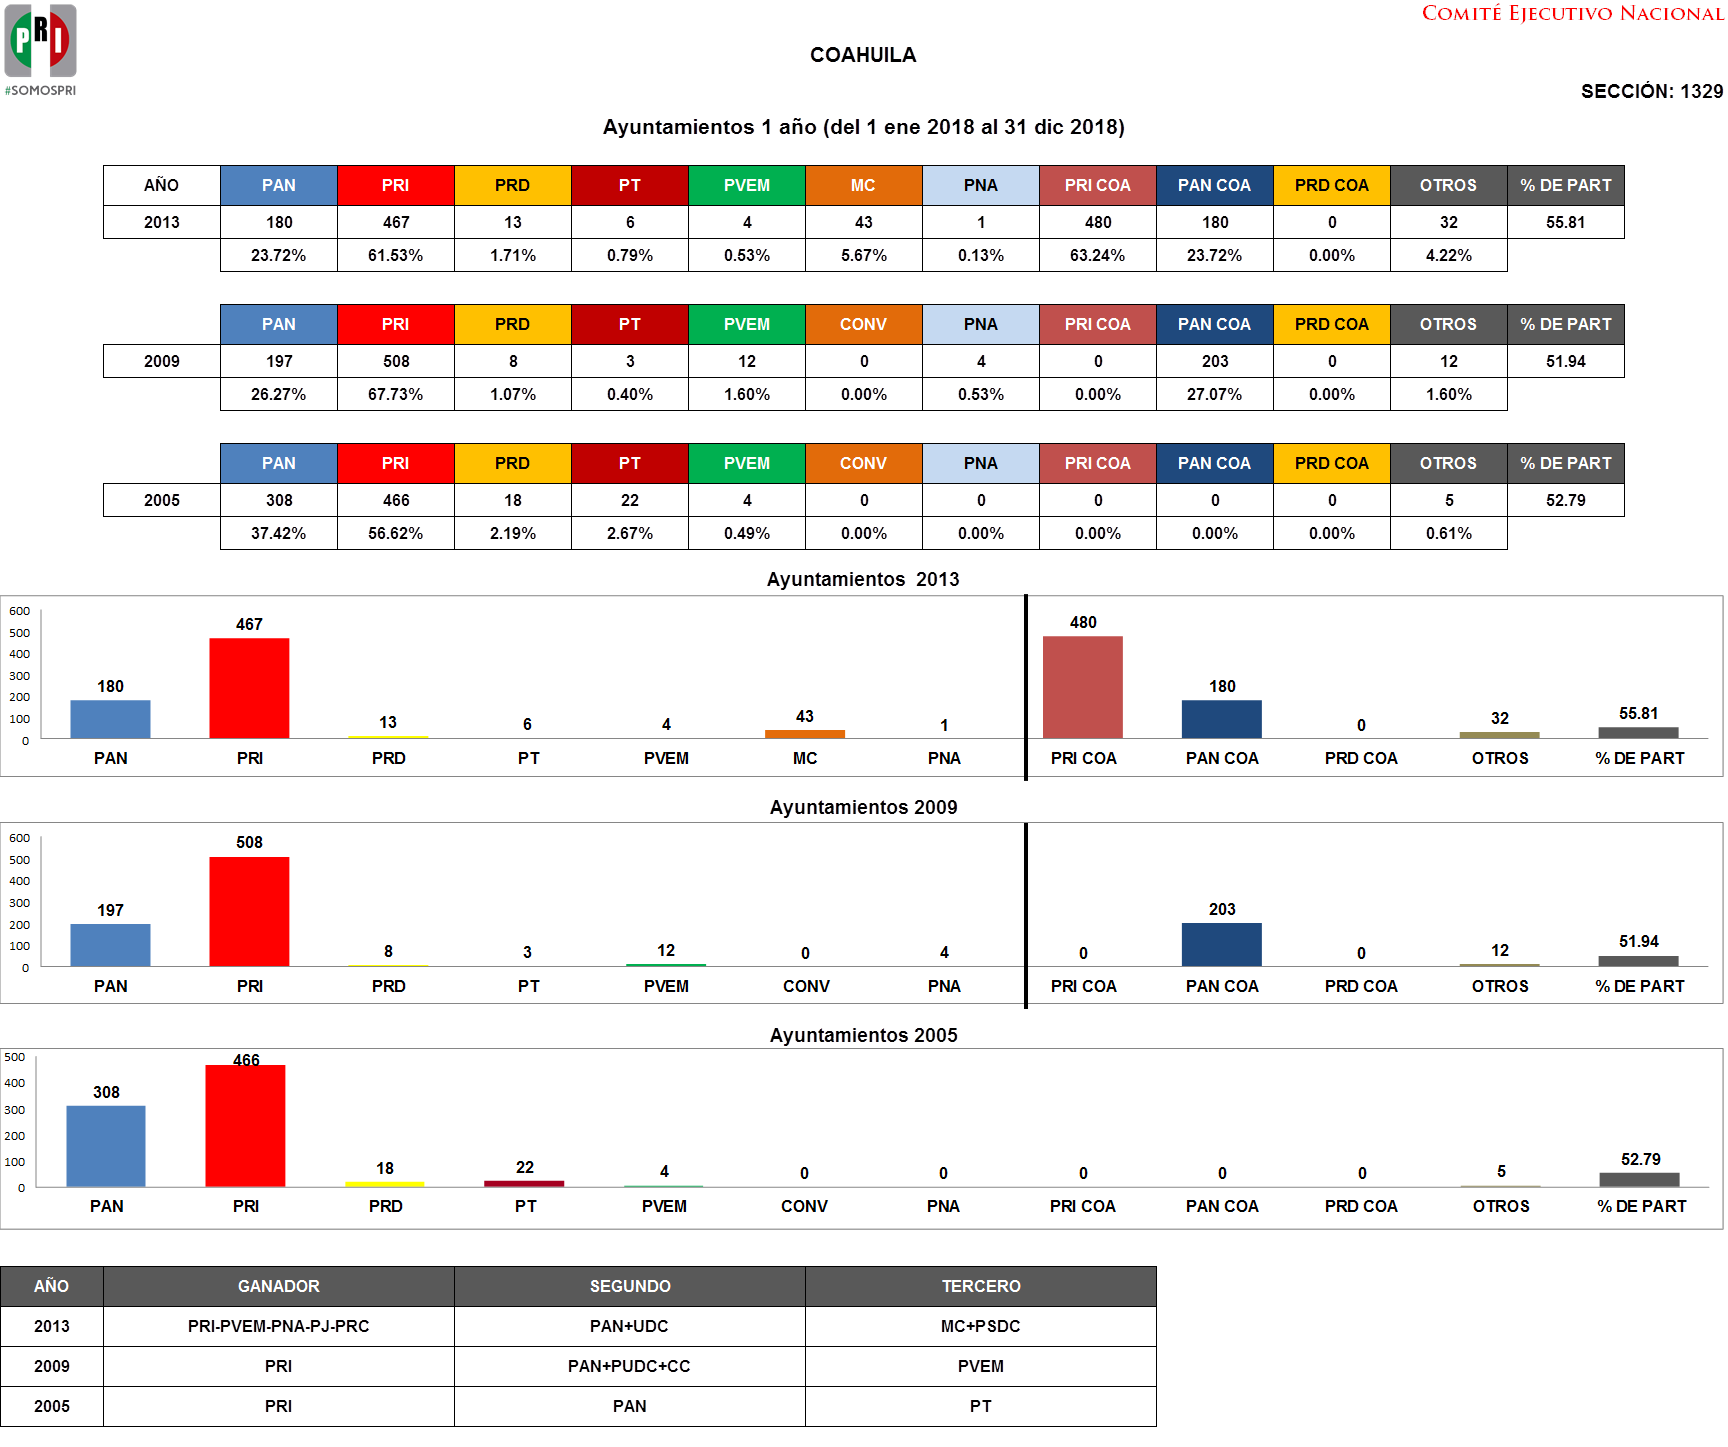 PRI
#SOMOSPRI
COMITÉ EJECUTIVO NACIONAL
COAHUILA
SECCIÓN: 1329
Ayuntamientos 1 año (del 1 ene 2018 al 31 dic 2018)
AÑO PAN PRI PRD PT PVEM MC PNA PRI COA PAN COA PRD COA OTROS % DE PART
2013 180 467 13 6 4 43 1 480 180 0 32 55.81
23.72% 61.53% 1.71% 0.79% 0.53% 5.67% 0.13% 63.24% 23.72% 0.00% 4.22%
PAN PRI PRD PT PVEM CONV PNA PRI COA PAN COA PRD COA OTROS % DE PART
2009 197 508 8 3 12 0 4 0 203 0 12 51.94
26.27% 67.73% 1.07% 0.40% 1.60% 0.00% 0.53% 0.00% 27.07% 0.00% 1.60%
PAN PRI PRD PT PVEM CONV PNA PRI COA PAN COA PRD COA OTROS % DE PART
2005 308 466 18 22 4 0 0 0 0 0 5 52.79
37.42% 56.62% 2.19% 2.67% 0.49% 0.00% 0.00% 0.00% 0.00% 0.00% 0.61%
Ayuntamientos 2013
600
500
400
300
200
100
0
180 467 13 6 4 43 1 480 180 0 32 55.81
PAN PRI PRD PT PVEM MC PNA PRI COA PAN COA PRD COA OTROS % DE PART
Ayuntamientos 2009
600
500
400
300
200
100
0
197 508 8 3 12 0 4 0 203 0 12 51.94
PAN PRI PRD PT PVEM CONV PNA PRI COA PAN COA PRD COA OTROS % DE PART
Ayuntamientos 2005
500
400
300
200
100
0
308 466 18 22 4 0 0 0 0 0 5 52.79
PAN PRI PRD PT PVEM CONV PNA PRI COA PAN COA PRD COA OTROS % DE PART
AÑO GANADOR SEGUNDO TERCERO
2013 PRI-PVEM-PNA-PJ-PRC PAN+UDC MC+PSDC
2009 PRI PAN+PUDC+CC PVEM
2005 PRI PAN PT